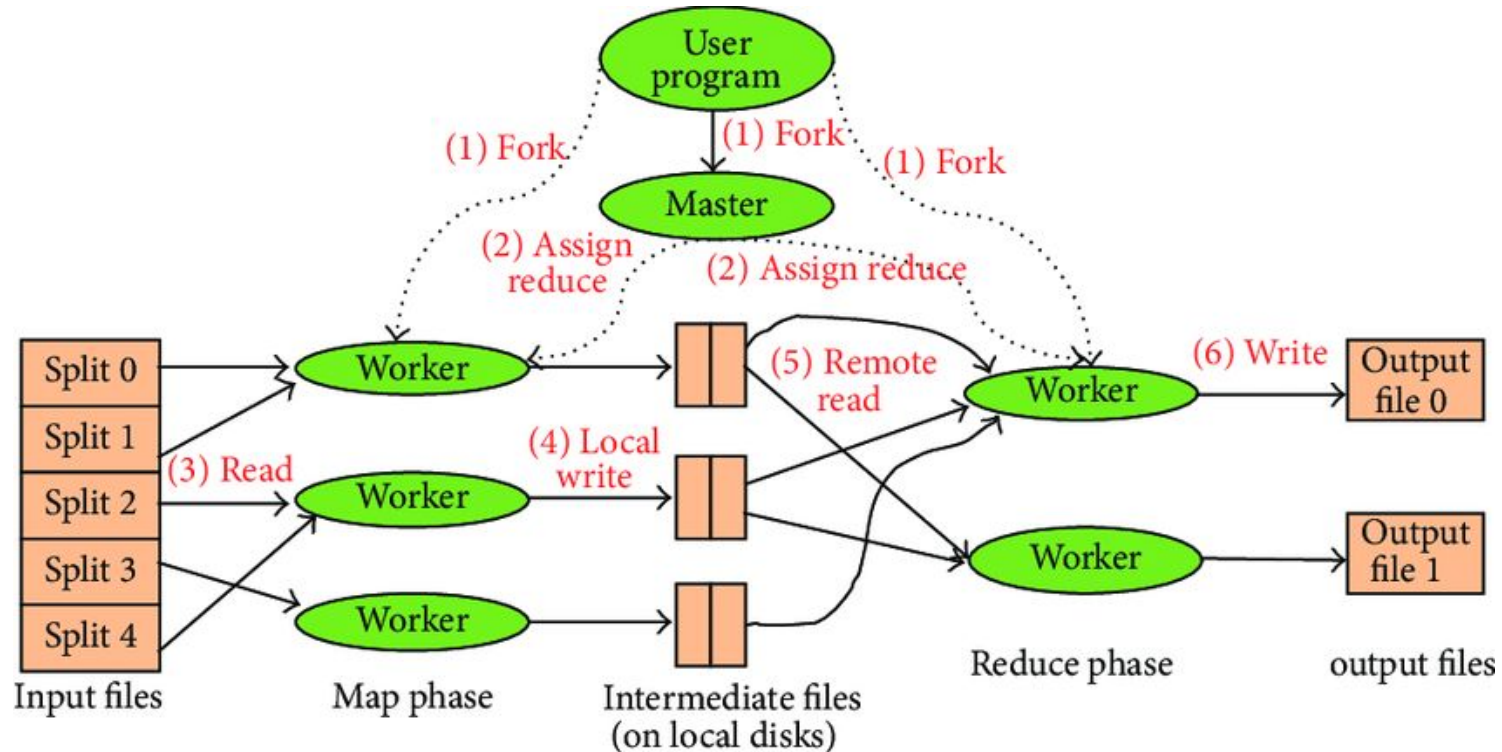 User
program
(1) Fork
(1) Fork
(1) Fork
Master
(2) Assign
reduce
(2) Assign reduce
Split 0
Split 1
Split 2
Split 3
Split 4
(3) Read
Worker
Worker
Worker
(4) Local
write
(5) Remote
read
Worker
Worker
(6) Write
Output
file 0
Output
file 1
Input files
Map phase
Intermediate files
(on local disks)
Reduce phase
output files